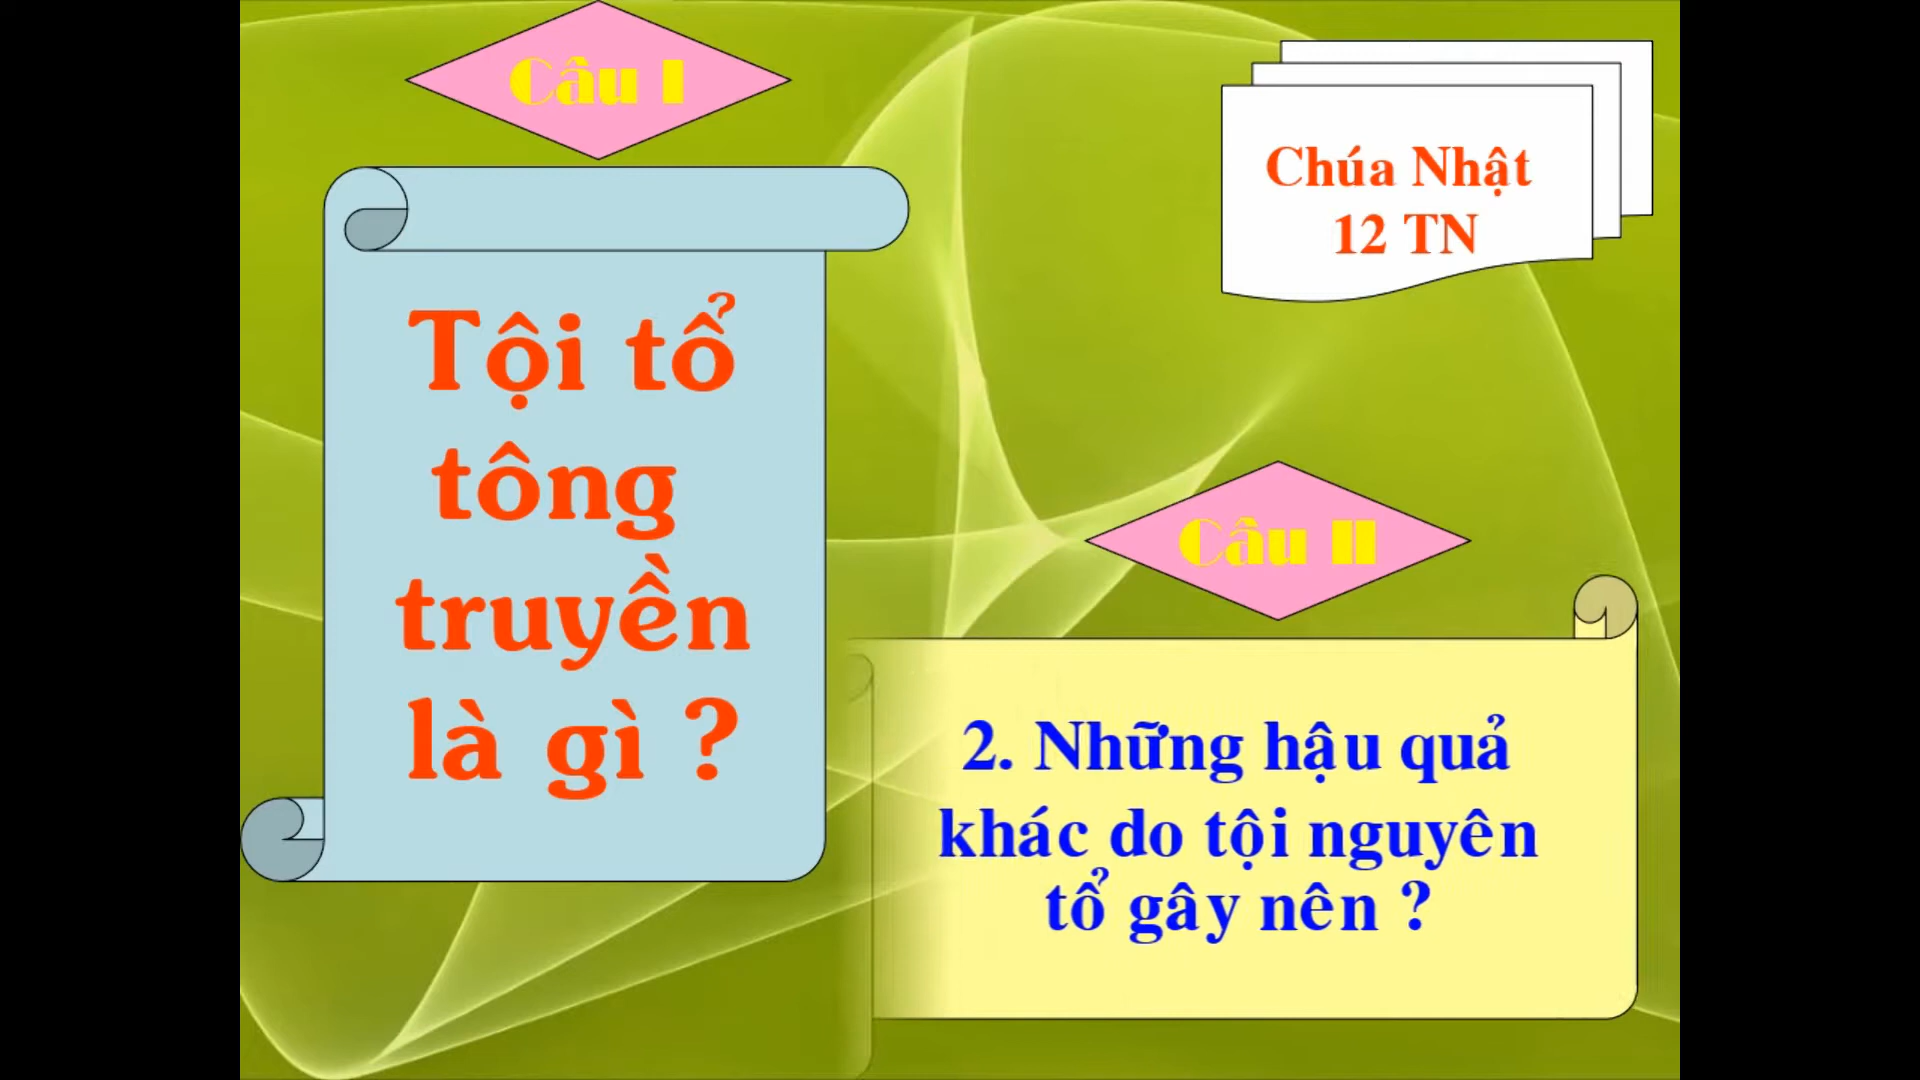 Câu I
Tội tổ
tông
truyền
là gì ?
Chúa Nhật
12 TN
Câu II
2. Những hậu quả
khác do tội nguyên
tổ gây nên ?